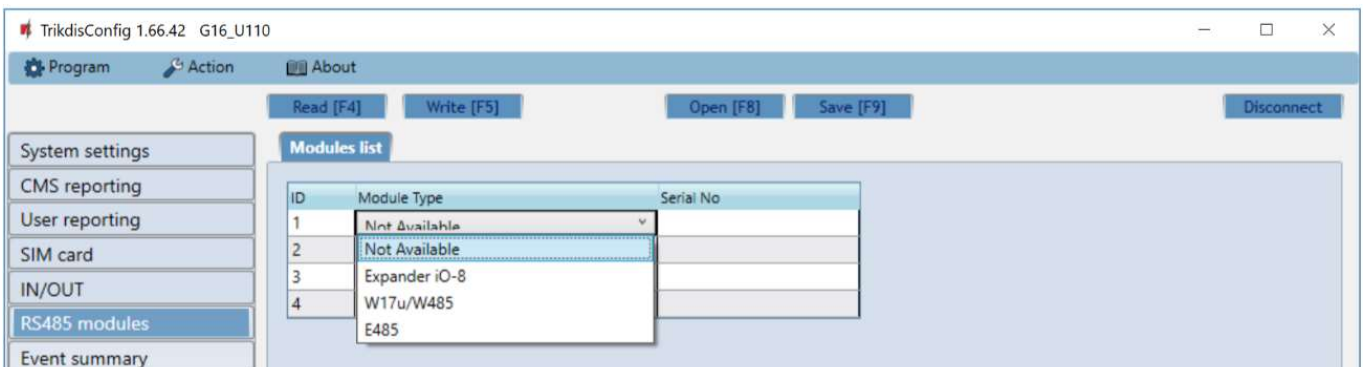 TrikdisConfig 1.66.42 G16_U110
Program Action About
Read [F4] Write [F5] Open [F8] Save [F9] Disconnect
System settings
CMS reporting
User reporting
SIM card
IN/OUT
RS485 modules
Event summary
Modules list
ID Module Type Serial No
1 Not Available
2
3
4
Not Available
Expander iO-8
W17u/W485
E485